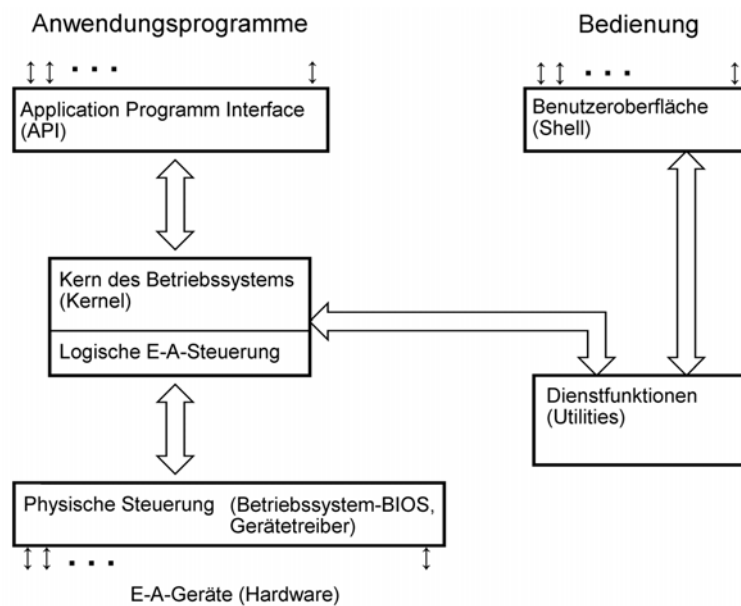 Anwendungsprogramme
Bedienung
Application Programm Interface
(API)
Benutzeroberfläche
(Shell)
Kern des Betriebssystems
(Kernel)
Logische E-A-Steuerung
Dienstfunktionen
(Utilities)
Physische Steuerung (Betriebssystem-BIOS,
Gerätetreiber)
E-A-Geräte (Hardware)